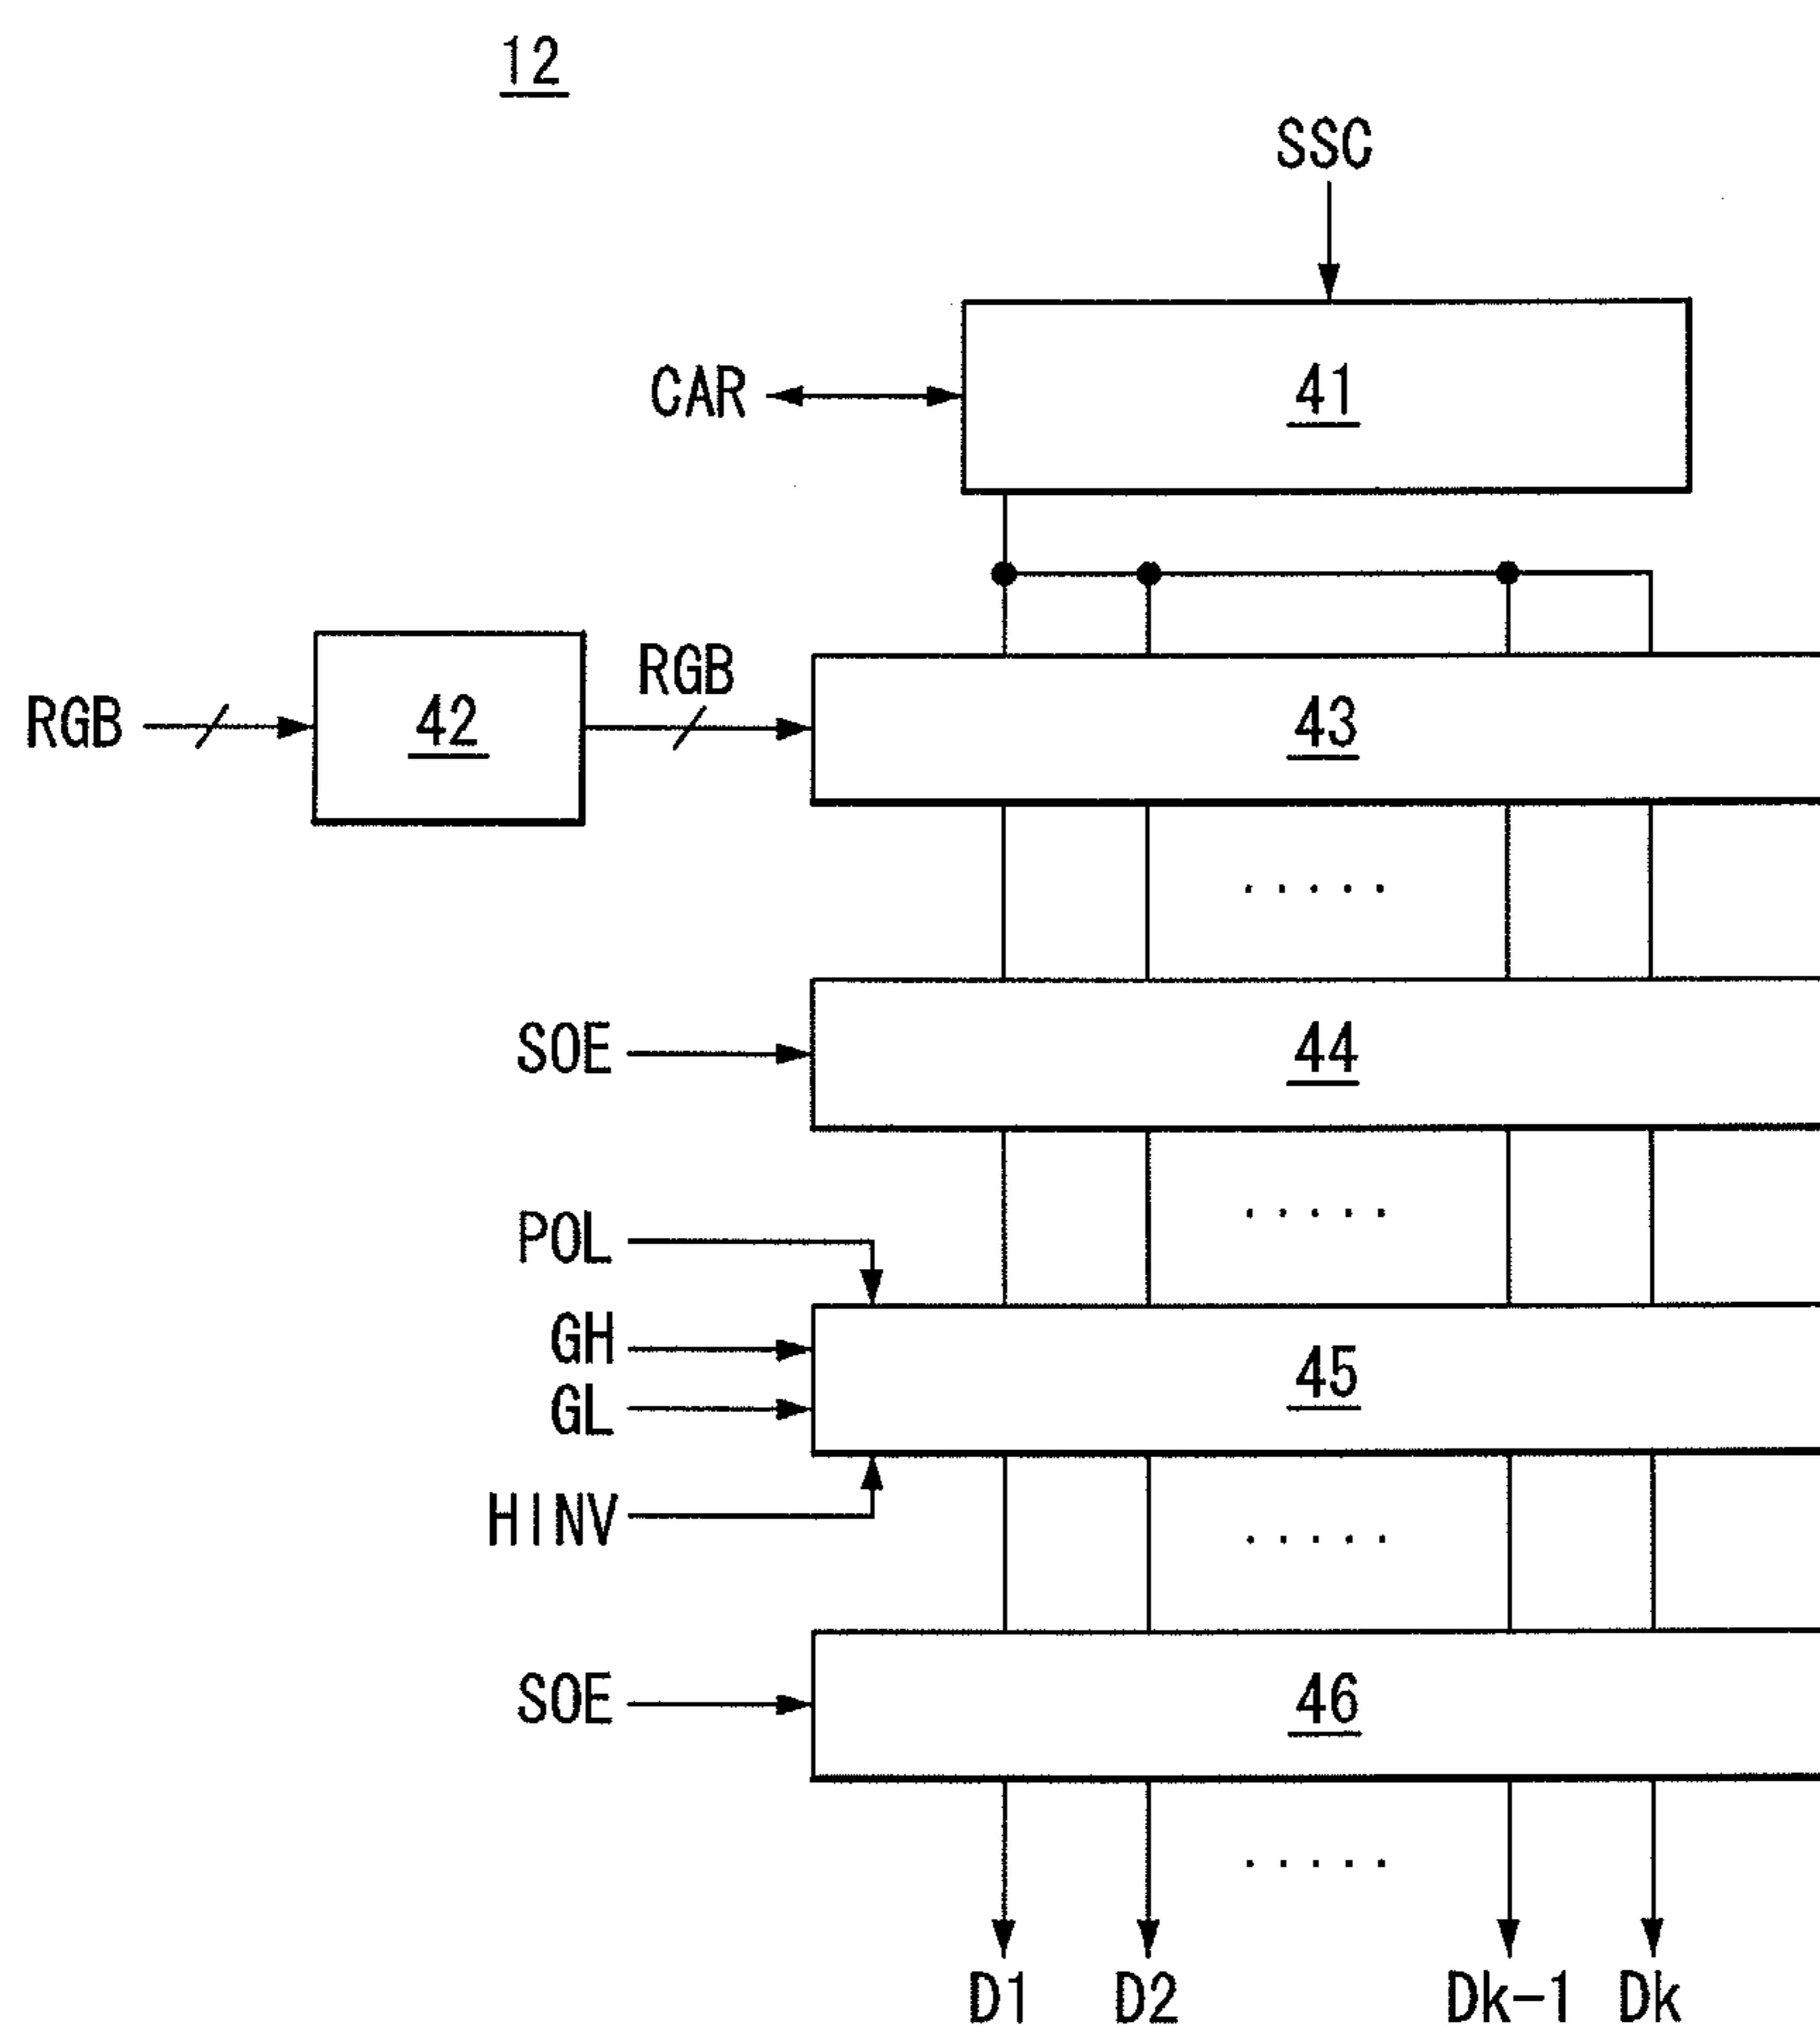 12
SSC
CAR
41
RGB
42
RGB
43
SOE
44
POL
GH
GL
45
HINV
SOE
46
D1 D2 Dk-1 Dk